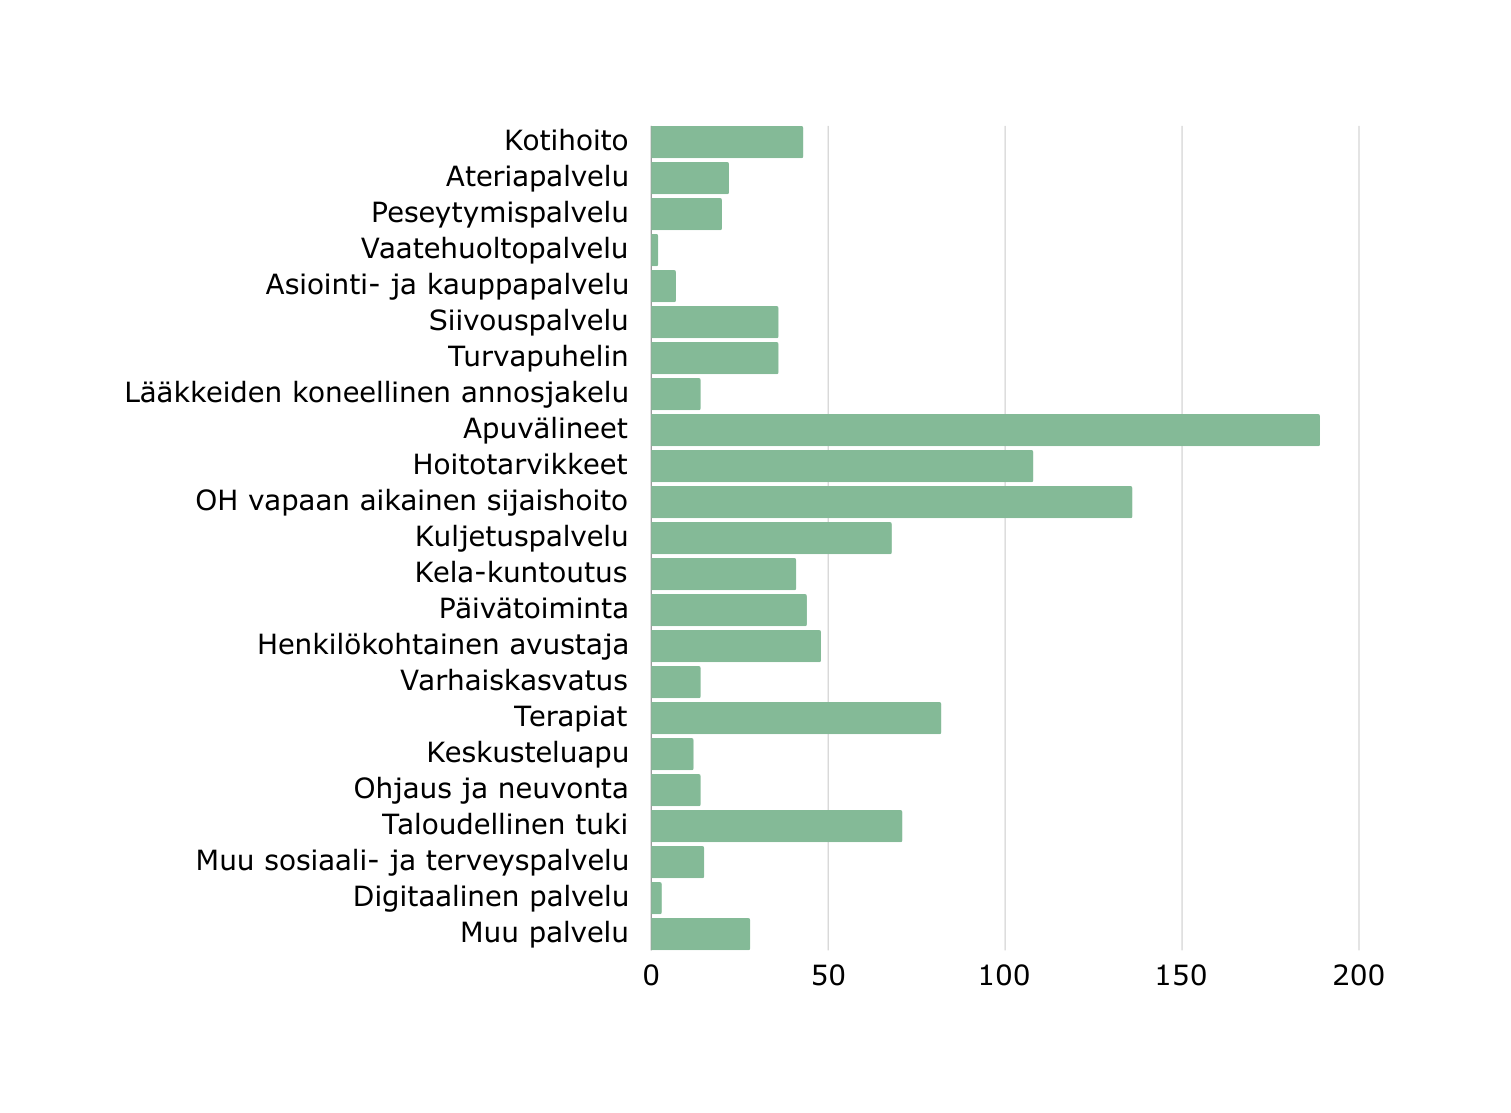 Kotihoito
Ateriapalvelu
Peseytymispalvelu
Vaatehuoltopalvelu
Asiointi- ja kauppapalvelu
Siivouspalvelu
Turvapuhelin
Lääkkeiden koneellinen annosjakelu
Apuvälineet
Hoitotarvikkeet
OH vapaan aikainen sijaishoito
Kuljetuspalvelu
Kela-kuntoutus
Päivätoiminta
Henkilökohtainen avustaja
Varhaiskasvatus
Terapiat
Keskusteluapu
Ohjaus ja neuvonta
Taloudellinen tuki
Muu sosiaali- ja terveyspalvelu
Digitaalinen palvelu
Muu palvelu
0 50 100 150 200